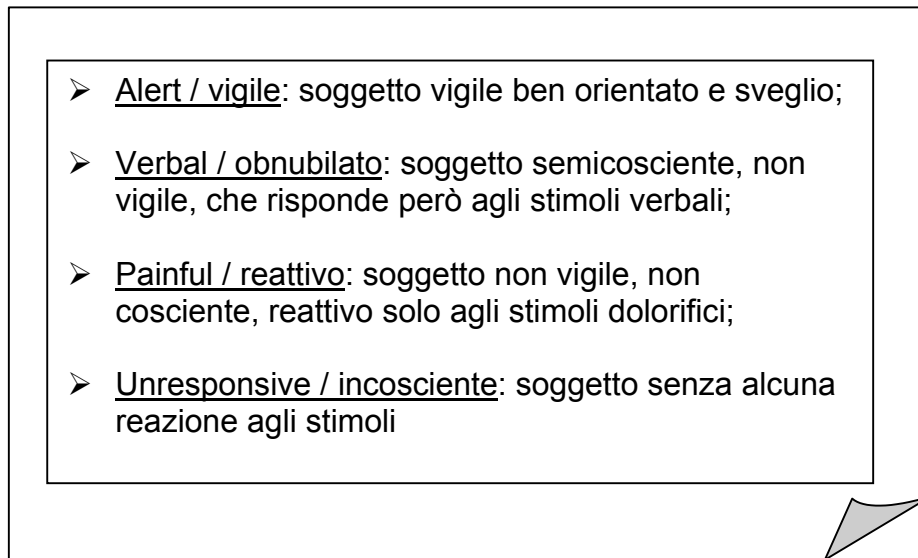 ➢ Alert / vigile: soggetto vigile ben orientato e sveglio;
➢ Verbal / obnubilato: soggetto semicosciente, non
vigile, che risponde però agli stimoli verbali;
➢ Painful / reattivo: soggetto non vigile, non
cosciente, reattivo solo agli stimoli dolorifici;
➢ Unresponsive / incosciente: soggetto senza alcuna
reazione agli stimoli